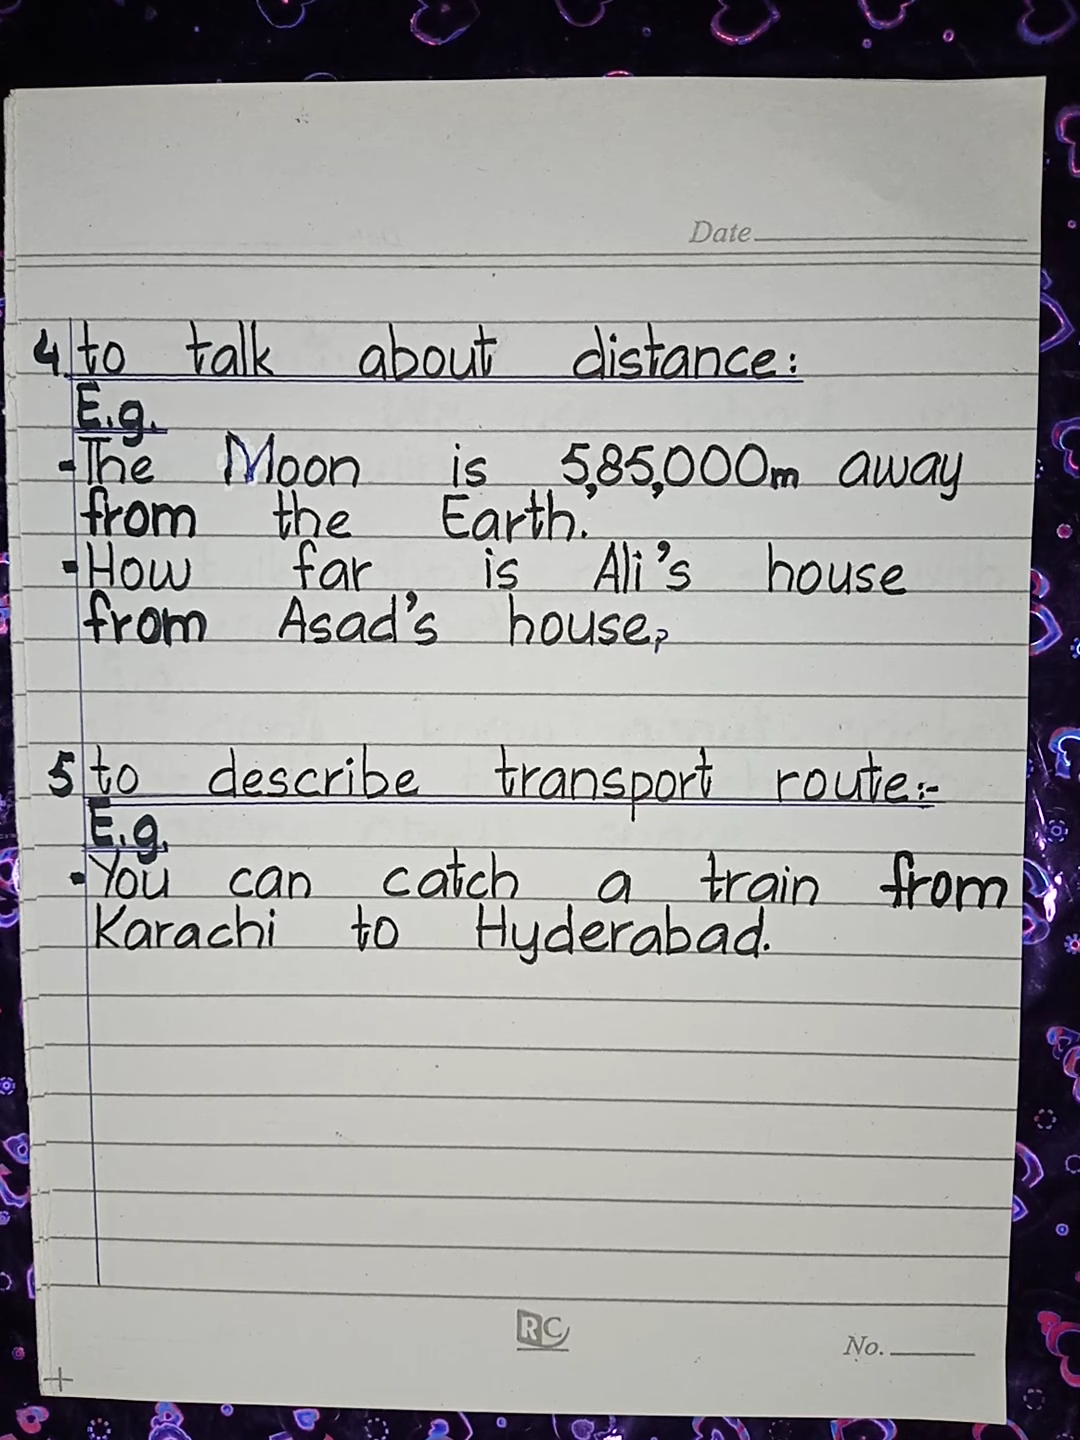 Date
4. to talk about distance:
E.g.
-The Moon is 5,85,000m away
from the Earth.
-How far is Ali's house
from Asad's house?
5 to describe transport route:-
E.g.
-You can catch a train from
Karachi to Hyderabad.
RC
No.